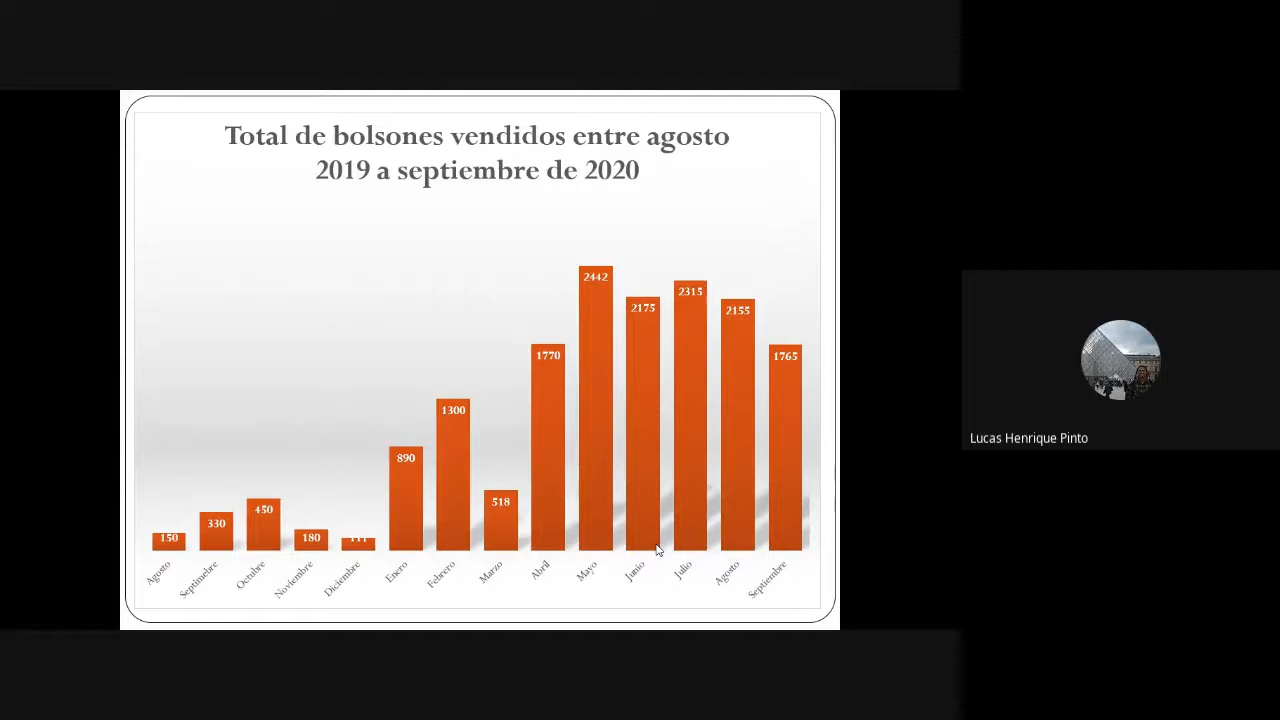 Total de bolsones vendidos entre agosto
2019 a septiembre de 2020
2442
2175
2315
2155
1770
1765
1300
890
518
450
330
150
180
Agosto
Septimebre
Octubre
Noviembre
Diciembre
Enero
Febrero
Marzo
Abril
Mayo
Junio
Julio
Agosto
Septiembre
Lucas Henrique Pinto